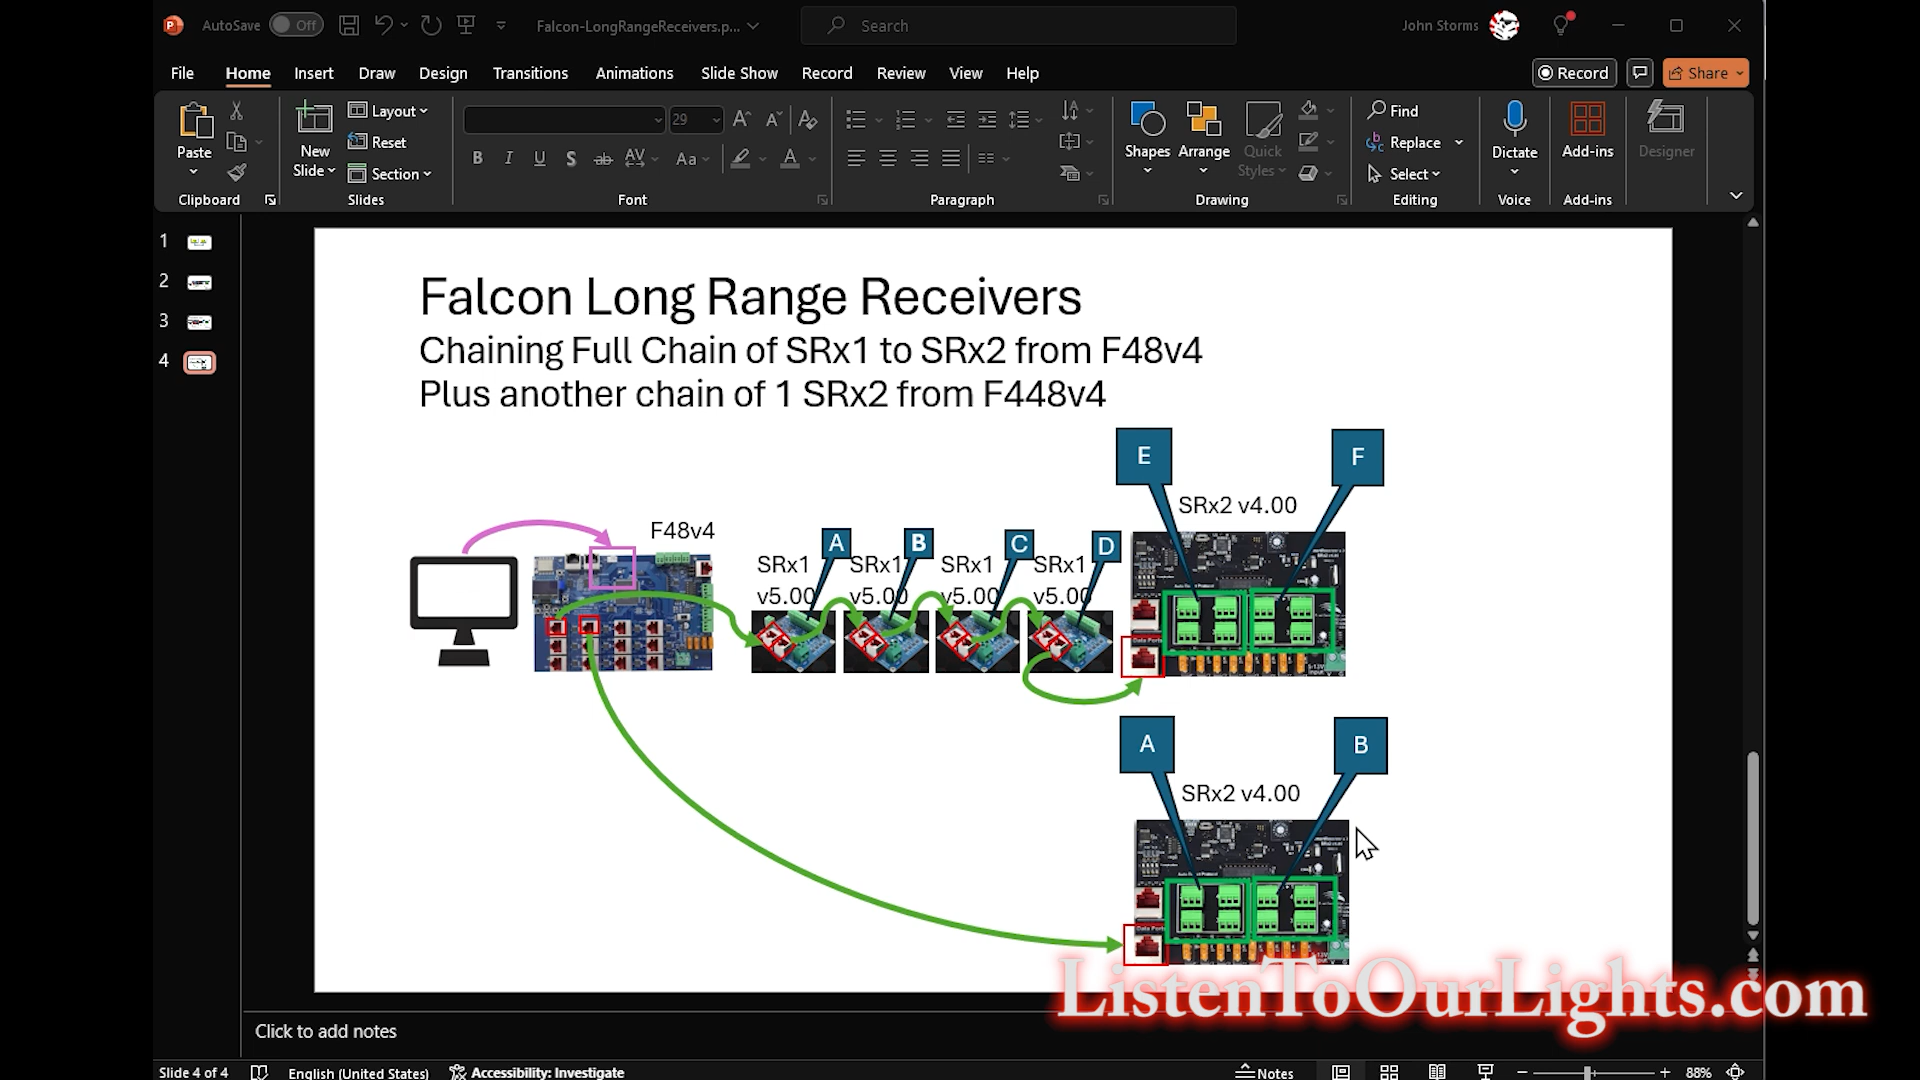 AutoSave Off Falcon-LongRangeReceivers.p... Search John Storms
File Home Insert Draw Design Transitions Animations Slide Show Record Review View Help Record Share
Paste
New Slide
Layout
Reset
Section
29
B I U S ab AV Aa A
Shapes Arrange Quick Styles
Find
Replace
Select
Dictate Add-ins Designer
Clipboard Slides Font Paragraph Drawing Editing Voice Add-ins
1
2
3
4
Falcon Long Range Receivers
Chaining Full Chain of SRx1 to SRx2 from F48v4
Plus another chain of 1 SRx2 from F448v4
E F
SRx2 v4.00
F48v4
A B C D
SRx1 SRx1 SRx1 SRx1
v5.00 v5.00 v5.00 v5.00
A B
SRx2 v4.00
ListenToOurLights.com
Click to add notes
Slide 4 of 4 English (United States) Accessibility: Investigate Notes 88%